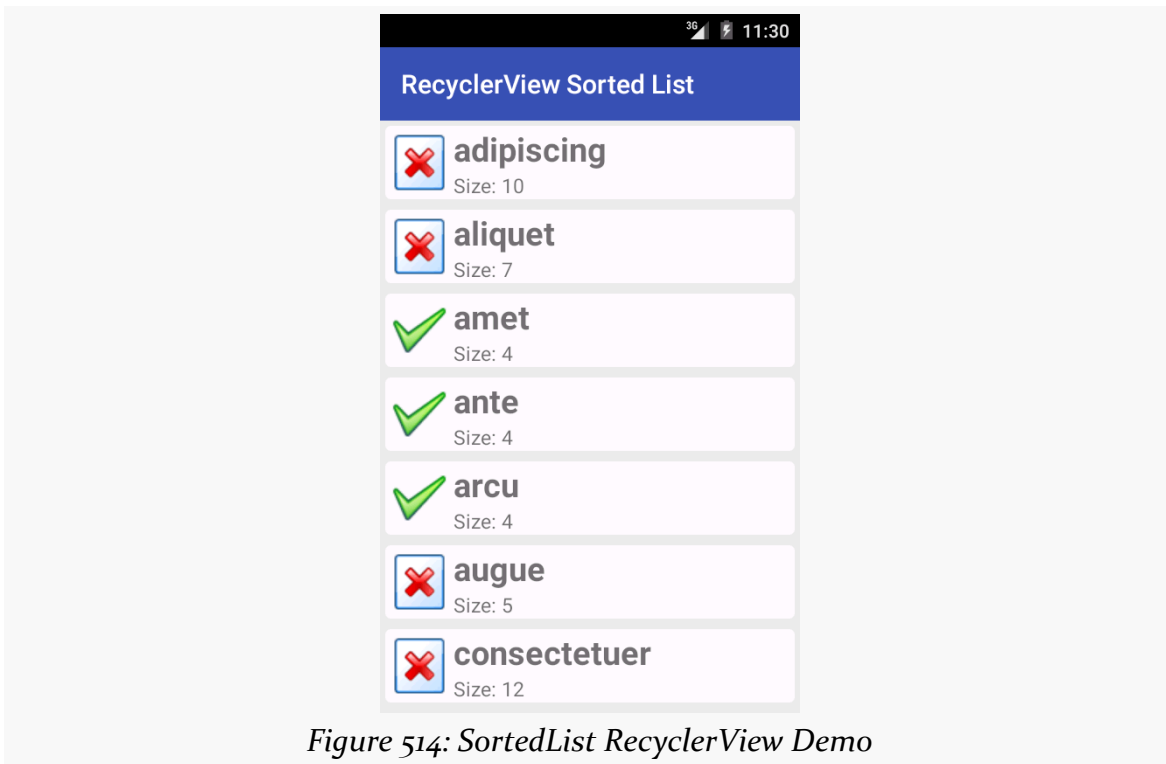 3G 11:30
RecyclerView Sorted List
adipiscing
Size: 10
aliquet
Size: 7
amet
Size: 4
ante
Size: 4
arcu
Size: 4
augue
Size: 5
consectetuer
Size: 12
Figure 514: SortedList RecyclerView Demo